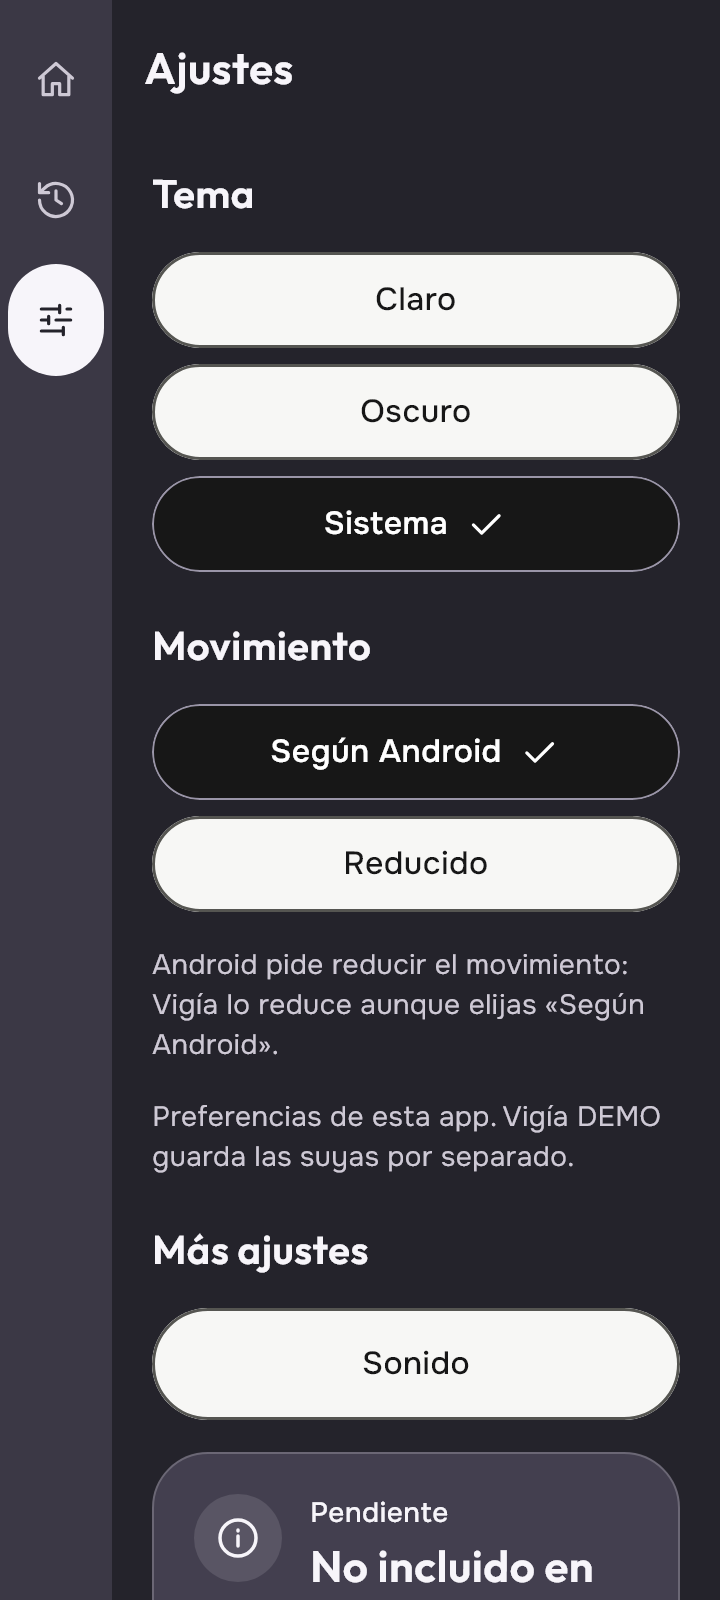 Ajustes
Tema
Claro
Oscuro
Sistema
Movimiento
Según Android
Reducido
Android pide reducir el movimiento:
Vigía lo reduce aunque elijas «Según
Android».
Preferencias de esta app. Vigía DEMO
guarda las suyas por separado.
Más ajustes
Sonido
Pendiente
No incluido en